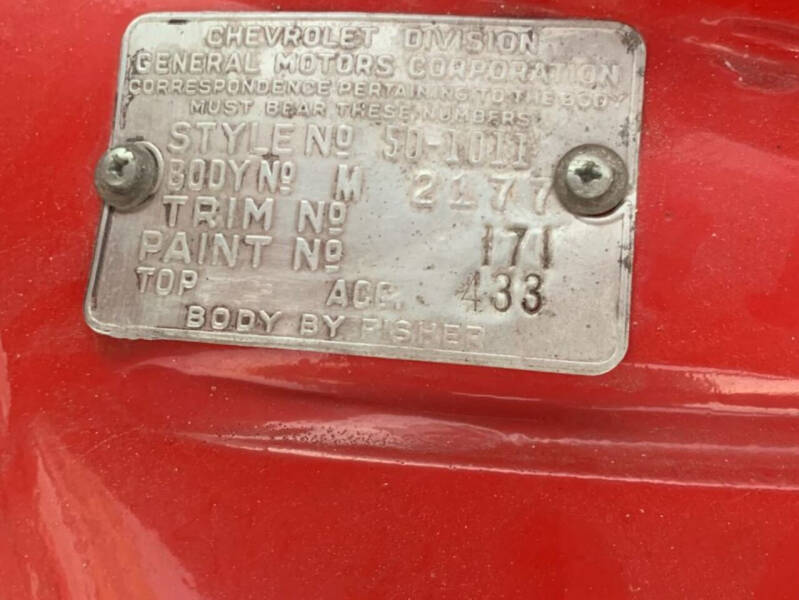 CHEVROLET DIVISION
GENERAL MOTORS CORPORATION
CORRESPONDENCE PERTAINING TO THE BODY
MUST BEAR THESE NUMBERS
STYLE No 50-1011
BODY No M 2177
TRIM No
PAINT No 171
TOP ACC. 433
BODY BY FISHER